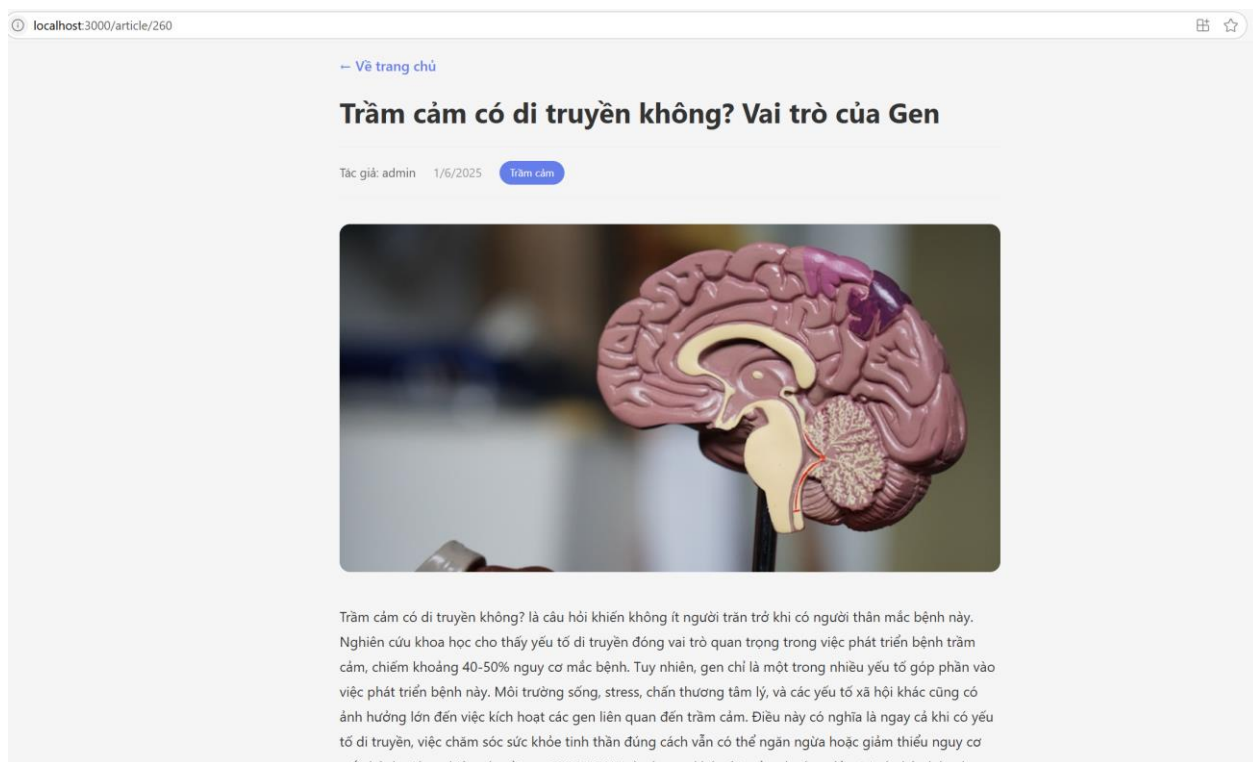 localhost:3000/article/260
← Về trang chủ
Trầm cảm có di truyền không? Vai trò của Gen
Tác giả: admin 1/6/2025 Trầm cảm
Trầm cảm có di truyền không? là câu hỏi khiến không ít người trăn trở khi có người thân mắc bệnh này.
Nghiên cứu khoa học cho thấy yếu tố di truyền đóng vai trò quan trọng trong việc phát triển bệnh trầm
cảm, chiếm khoảng 40-50% nguy cơ mắc bệnh. Tuy nhiên, gen chỉ là một trong nhiều yếu tố góp phần vào
việc phát triển bệnh này. Môi trường sống, stress, chấn thương tâm lý, và các yếu tố xã hội khác cũng có
ảnh hưởng lớn đến việc kích hoạt các gen liên quan đến trầm cảm. Điều này có nghĩa là ngay cả khi có yếu
tố di truyền, việc chăm sóc sức khỏe tinh thần đúng cách vẫn có thể ngăn ngừa hoặc giảm thiểu nguy cơ